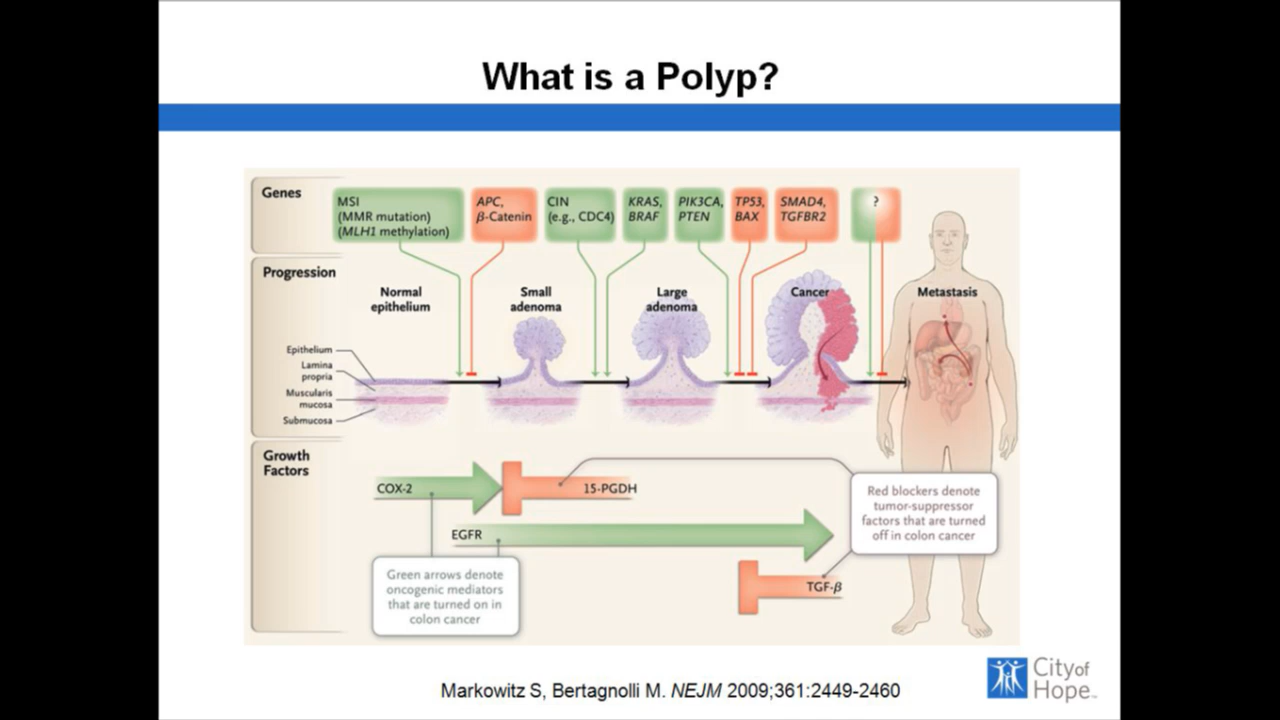 What is a Polyp?
Genes
MSI
(MMR mutation)
(MLH1 methylation)
APC,
β-Catenin
CIN
(e.g., CDC4)
KRAS,
BRAF
PIK3CA,
PTEN
TP53,
BAX
SMAD4,
TGFBR2
?
Progression
Normal
epithelium
Small
adenoma
Large
adenoma
Cancer
Metastasis
Epithelium
Lamina
propria
Muscularis
mucosa
Submucosa
Growth
Factors
COX-2
15-PGDH
EGFR
TGF-β
Red blockers denote
tumor-suppressor
factors that are turned
off in colon cancer
Green arrows denote
oncogenic mediators
that are turned on in
colon cancer
Markowitz S, Bertagnolli M. NEJM 2009;361:2449-2460
City of
Hope™